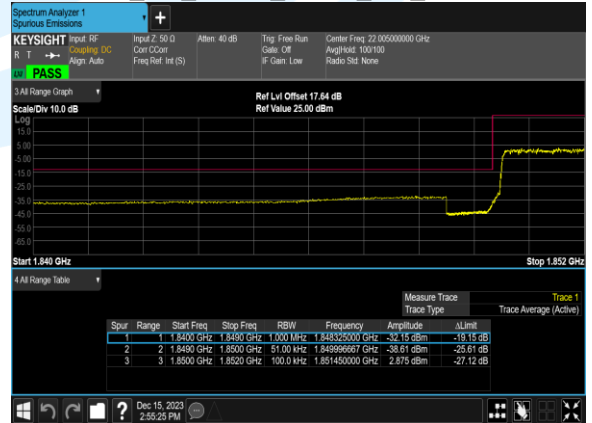 Spectrum Analyzer 1
Spurious Emissions
KEYSIGHT Input: RF Input Z: 50 Ω Atten: 40 dB Trig: Free Run Center Freq: 22.005000000 GHz
R T Coupling: DC Corr CCorr Gate: Off Avg|Hold: 100/100
Align: Auto Freq Ref: Int (S) IF Gain: Low Radio Std: None
PASS
3 All Range Graph
Ref Lvl Offset 17.64 dB
Scale/Div 10.0 dB Ref Value 25.00 dBm
Log
15.0
5.00
-5.00
-15.0
-25.0
-35.0
-45.0
-55.0
-65.0
Start 1.840 GHz Stop 1.852 GHz
4 All Range Table
Measure Trace Trace 1
Trace Type Trace Average (Active)
Spur Range Start Freq Stop Freq RBW Frequency Amplitude ΔLimit
1 1 1.8400 GHz 1.8490 GHz 1.000 MHz 1.848325000 GHz -32.15 dBm -19.15 dB
2 2 1.8490 GHz 1.8500 GHz 51.00 kHz 1.849996667 GHz -38.61 dBm -25.61 dB
3 3 1.8500 GHz 1.8520 GHz 100.0 kHz 1.851450000 GHz 2.875 dBm -27.12 dB
? Dec 15, 2023
2:55:25 PM